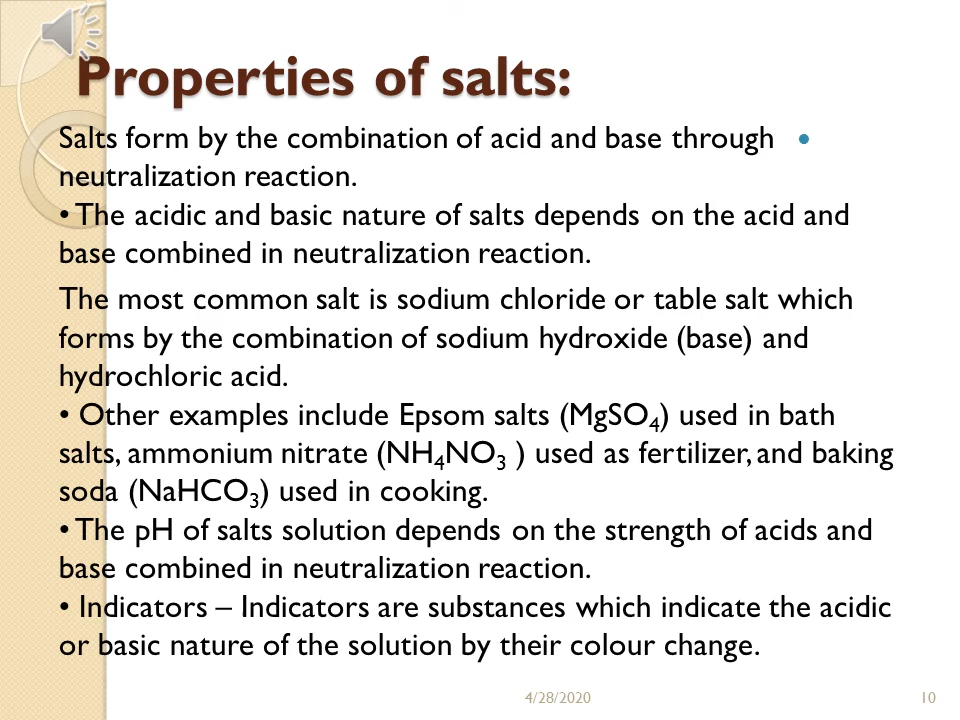 Properties of salts:
Salts form by the combination of acid and base through •
neutralization reaction.
• The acidic and basic nature of salts depends on the acid and
base combined in neutralization reaction.
The most common salt is sodium chloride or table salt which
forms by the combination of sodium hydroxide (base) and
hydrochloric acid.
• Other examples include Epsom salts (MgSO₄) used in bath
salts, ammonium nitrate (NH₄NO₃ ) used as fertilizer, and baking
soda (NaHCO₃) used in cooking.
• The pH of salts solution depends on the strength of acids and
base combined in neutralization reaction.
• Indicators – Indicators are substances which indicate the acidic
or basic nature of the solution by their colour change.
4/28/2020 10